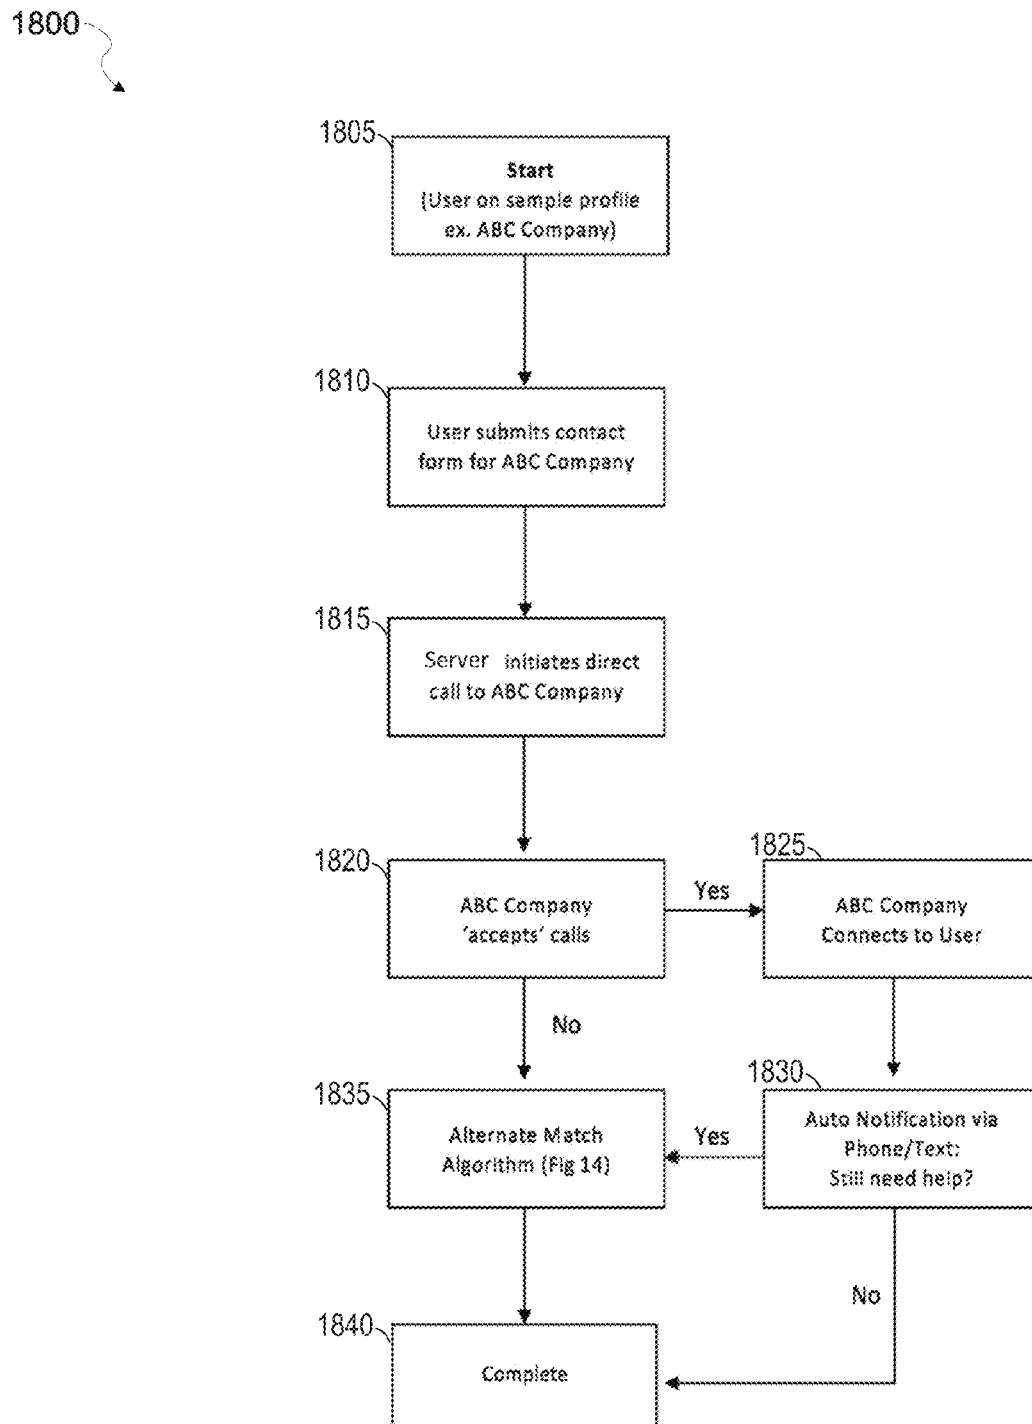 1800
1805
Start
(User on sample profile
ex. ABC Company)
1810
User submits contact
form for ABC Company
1815
Server initiates direct
call to ABC Company
1820
ABC Company
'accepts' calls
Yes
1825
ABC Company
Connects to User
No
1835
Alternate Match
Algorithm (Fig 14)
Yes
1830
Auto Notification via
Phone/Text:
Still need help?
No
1840
Complete